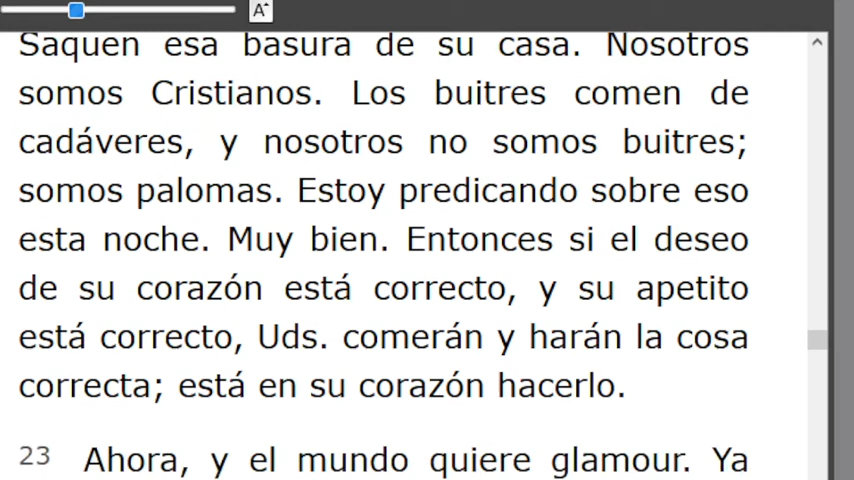 A^
Saquen esa basura de su casa. Nosotros
somos Cristianos. Los buitres comen de
cadáveres, y nosotros no somos buitres;
somos palomas. Estoy predicando sobre eso
esta noche. Muy bien. Entonces si el deseo
de su corazón está correcto, y su apetito
está correcto, Uds. comerán y harán la cosa
correcta; está en su corazón hacerlo.
23 Ahora, y el mundo quiere glamour. Ya